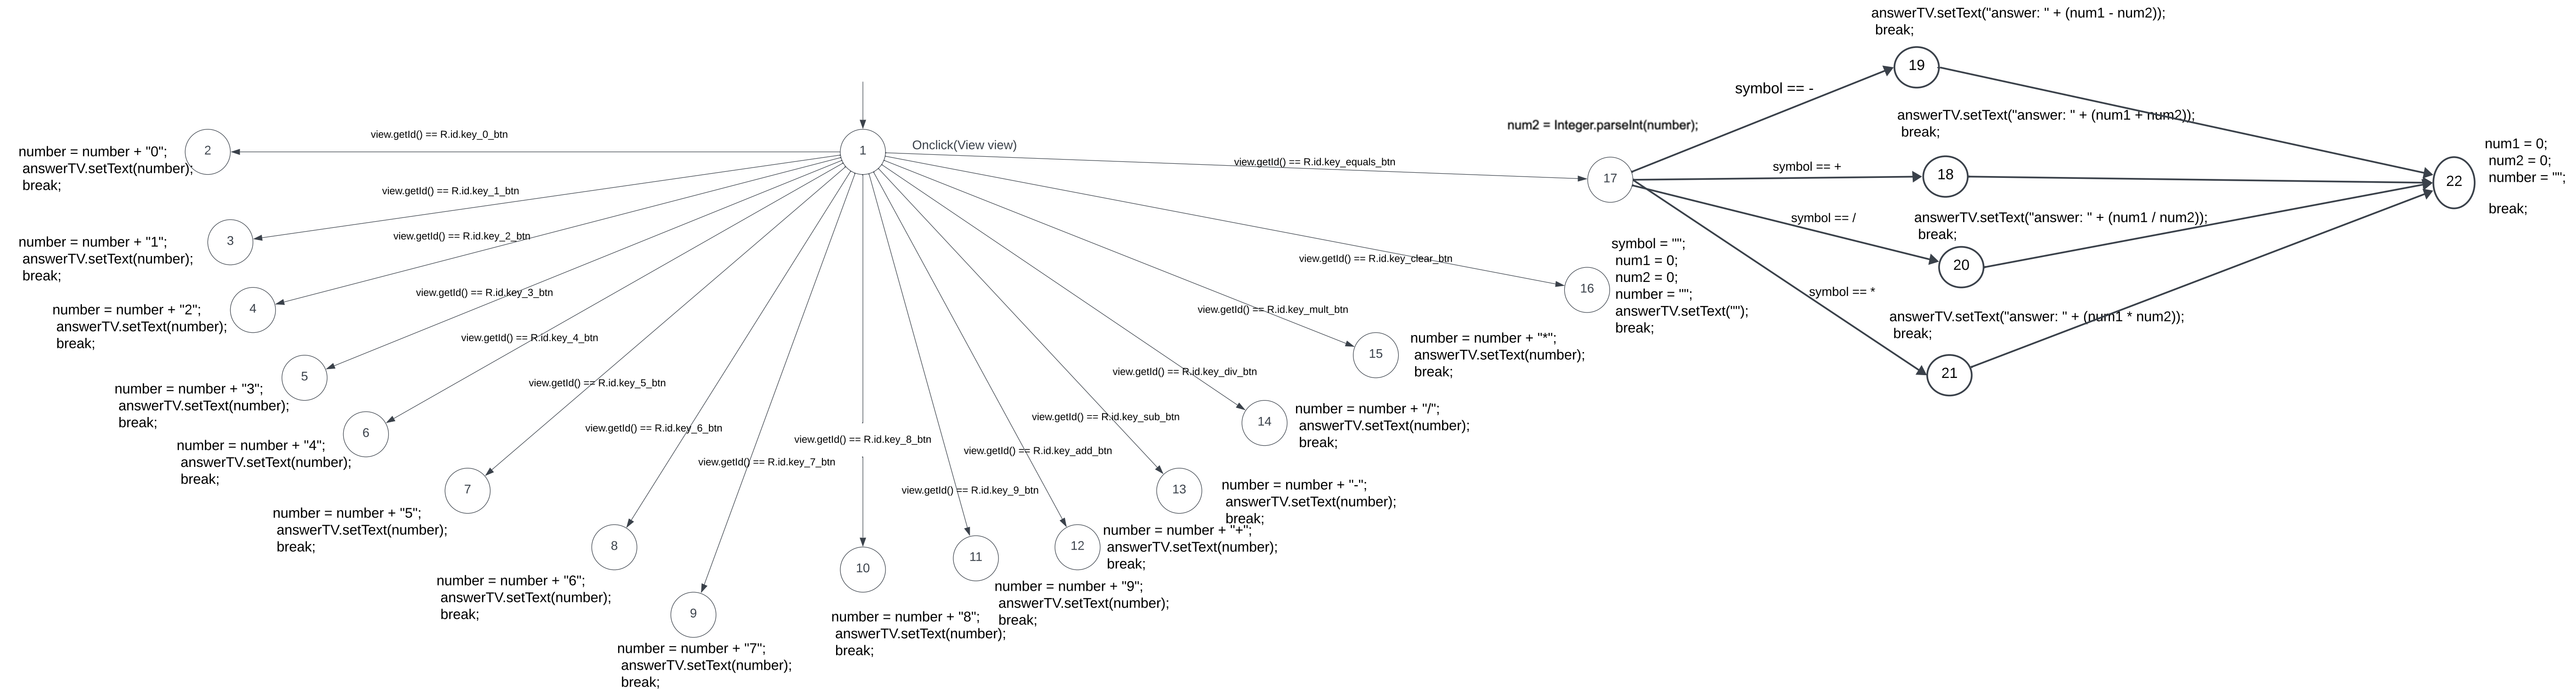 answerTV.setText("answer: " + (num1 - num2));
break;
19
symbol == -
answerTV.setText("answer: " + (num1 + num2));
break;
num2 = Integer.parseInt(number);
view.getId() == R.id.key_0_btn
1
Onclick(View view)
2
number = number + "0";
answerTV.setText(number);
break;
view.getId() == R.id.key_equals_btn
17
symbol == +
18
22
num1 = 0;
num2 = 0;
number = "";
break;
view.getId() == R.id.key_1_btn
3
number = number + "1";
answerTV.setText(number);
break;
symbol == /
answerTV.setText("answer: " + (num1 / num2));
break;
20
view.getId() == R.id.key_2_btn
4
number = number + "2";
answerTV.setText(number);
break;
view.getId() == R.id.key_clear_btn
16
symbol = "";
num1 = 0;
num2 = 0;
number = "";
answerTV.setText("");
break;
symbol == *
answerTV.setText("answer: " + (num1 * num2));
break;
21
view.getId() == R.id.key_3_btn
5
number = number + "3";
answerTV.setText(number);
break;
view.getId() == R.id.key_mult_btn
15
number = number + "*";
answerTV.setText(number);
break;
view.getId() == R.id.key_4_btn
6
number = number + "4";
answerTV.setText(number);
break;
view.getId() == R.id.key_div_btn
14
number = number + "/";
answerTV.setText(number);
break;
view.getId() == R.id.key_5_btn
7
number = number + "5";
answerTV.setText(number);
break;
view.getId() == R.id.key_sub_btn
13
number = number + "-";
answerTV.setText(number);
break;
view.getId() == R.id.key_6_btn
8
number = number + "6";
answerTV.setText(number);
break;
view.getId() == R.id.key_add_btn
12
number = number + "+";
answerTV.setText(number);
break;
view.getId() == R.id.key_7_btn
9
number = number + "7";
answerTV.setText(number);
break;
view.getId() == R.id.key_8_btn
10
number = number + "8";
answerTV.setText(number);
break;
view.getId() == R.id.key_9_btn
11
number = number + "9";
answerTV.setText(number);
break;